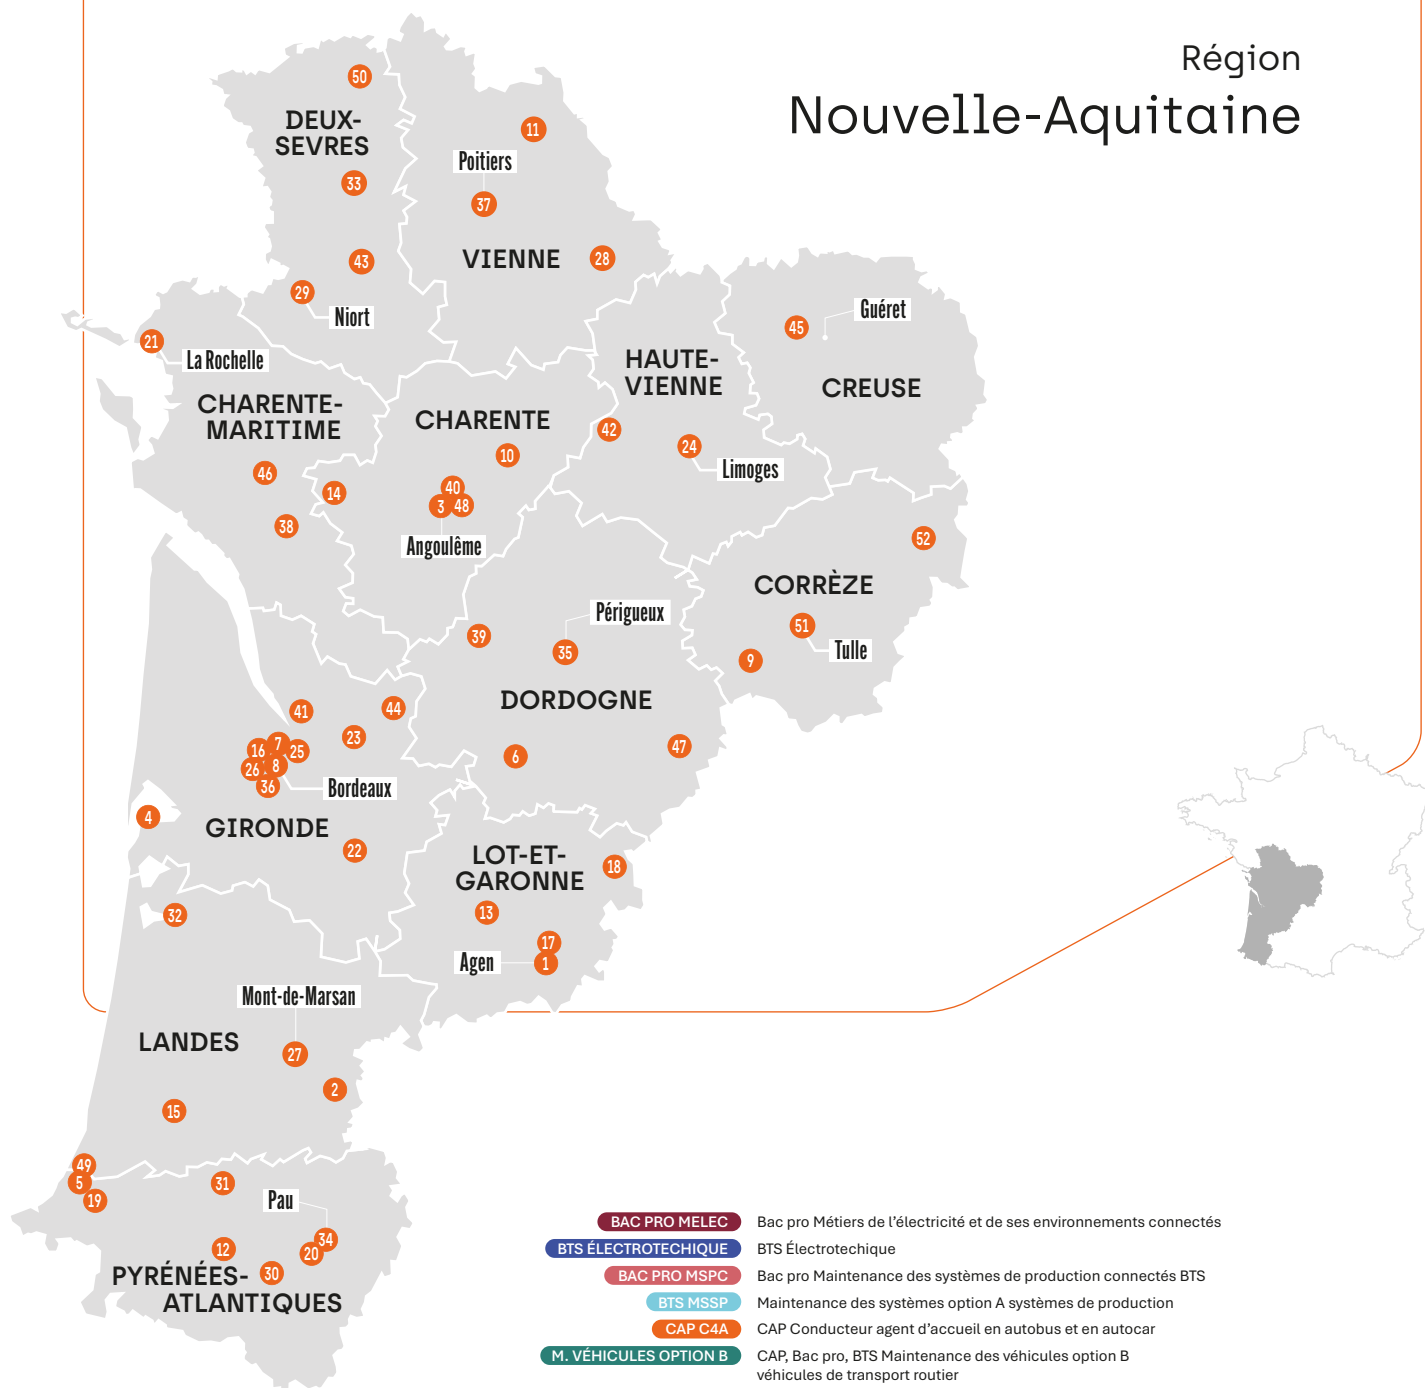 Région
Nouvelle-Aquitaine
50
DEUX-
SEVRES
11
Poitiers
33
37
43
VIENNE
28
29
Niort
21
La Rochelle
45
Guéret
HAUTE-
VIENNE
CREUSE
CHARENTE-
MARITIME
CHARENTE
42
24
Limoges
10
46
14
40
3
48
38
Angoulême
52
CORRÈZE
Périgueux
39
35
51
Tulle
9
DORDOGNE
41
44
23
16
7
25
26
8
36
6
47
Bordeaux
4
GIRONDE
22
LOT-ET-
GARONNE
18
32
13
17
Agen
1
Mont-de-Marsan
LANDES
27
2
15
49
5
19
31
Pau
12
34
20
30
PYRÉNÉES-
ATLANTIQUES
BAC PRO MELEC Bac pro Métiers de l'électricité et de ses environnements connectés
BTS ÉLECTROTECHIQUE BTS Électrotechique
BAC PRO MSPC Bac pro Maintenance des systèmes de production connectés BTS
BTS MSSP Maintenance des systèmes option A systèmes de production
CAP C4A CAP Conducteur agent d'accueil en autobus et en autocar
M. VÉHICULES OPTION B CAP, Bac pro, BTS Maintenance des véhicules option B
véhicules de transport routier